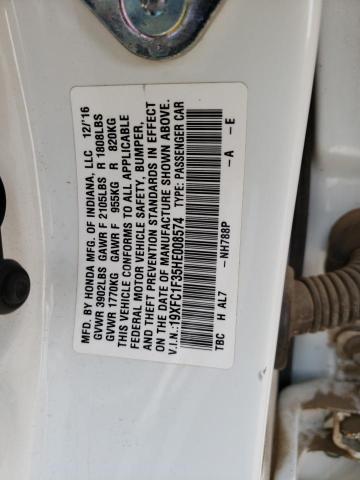 MFD. BY HONDA MFG. OF INDIANA, LLC 12/'16
GVWR 3902LBS GAWR F 2105LBS R 1808LBS
GVWR 1770KG GAWR F 955KG R 820KG
THIS VEHICLE CONFORMS TO ALL APPLICABLE
FEDERAL MOTOR VEHICLE SAFETY, BUMPER,
AND THEFT PREVENTION STANDARDS IN EFFECT
ON THE DATE OF MANUFACTURE SHOWN ABOVE.
V.I.N.:19XFC1F35HE008574 TYPE: PASSENGER CAR
TBC H AL7 -NH788P -A -E